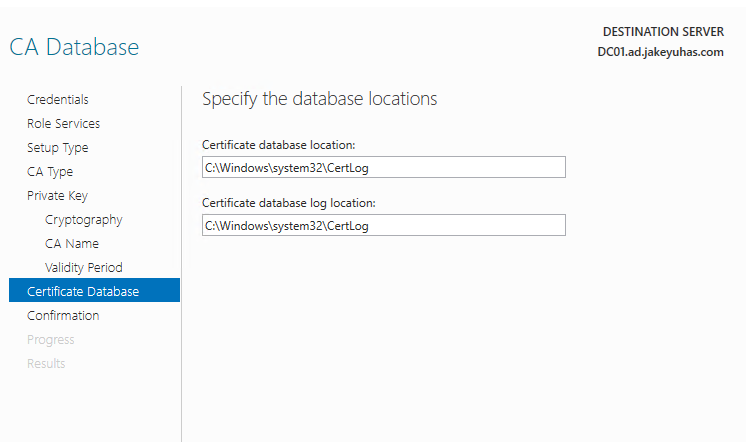 CA Database
DESTINATION SERVER
DC01.ad.jakeyuhas.com
Credentials
Role Services
Setup Type
CA Type
Private Key
Cryptography
CA Name
Validity Period
Certificate Database
Confirmation
Progress
Results
Specify the database locations
Certificate database location:
C:\Windows\system32\CertLog
Certificate database log location:
C:\Windows\system32\CertLog